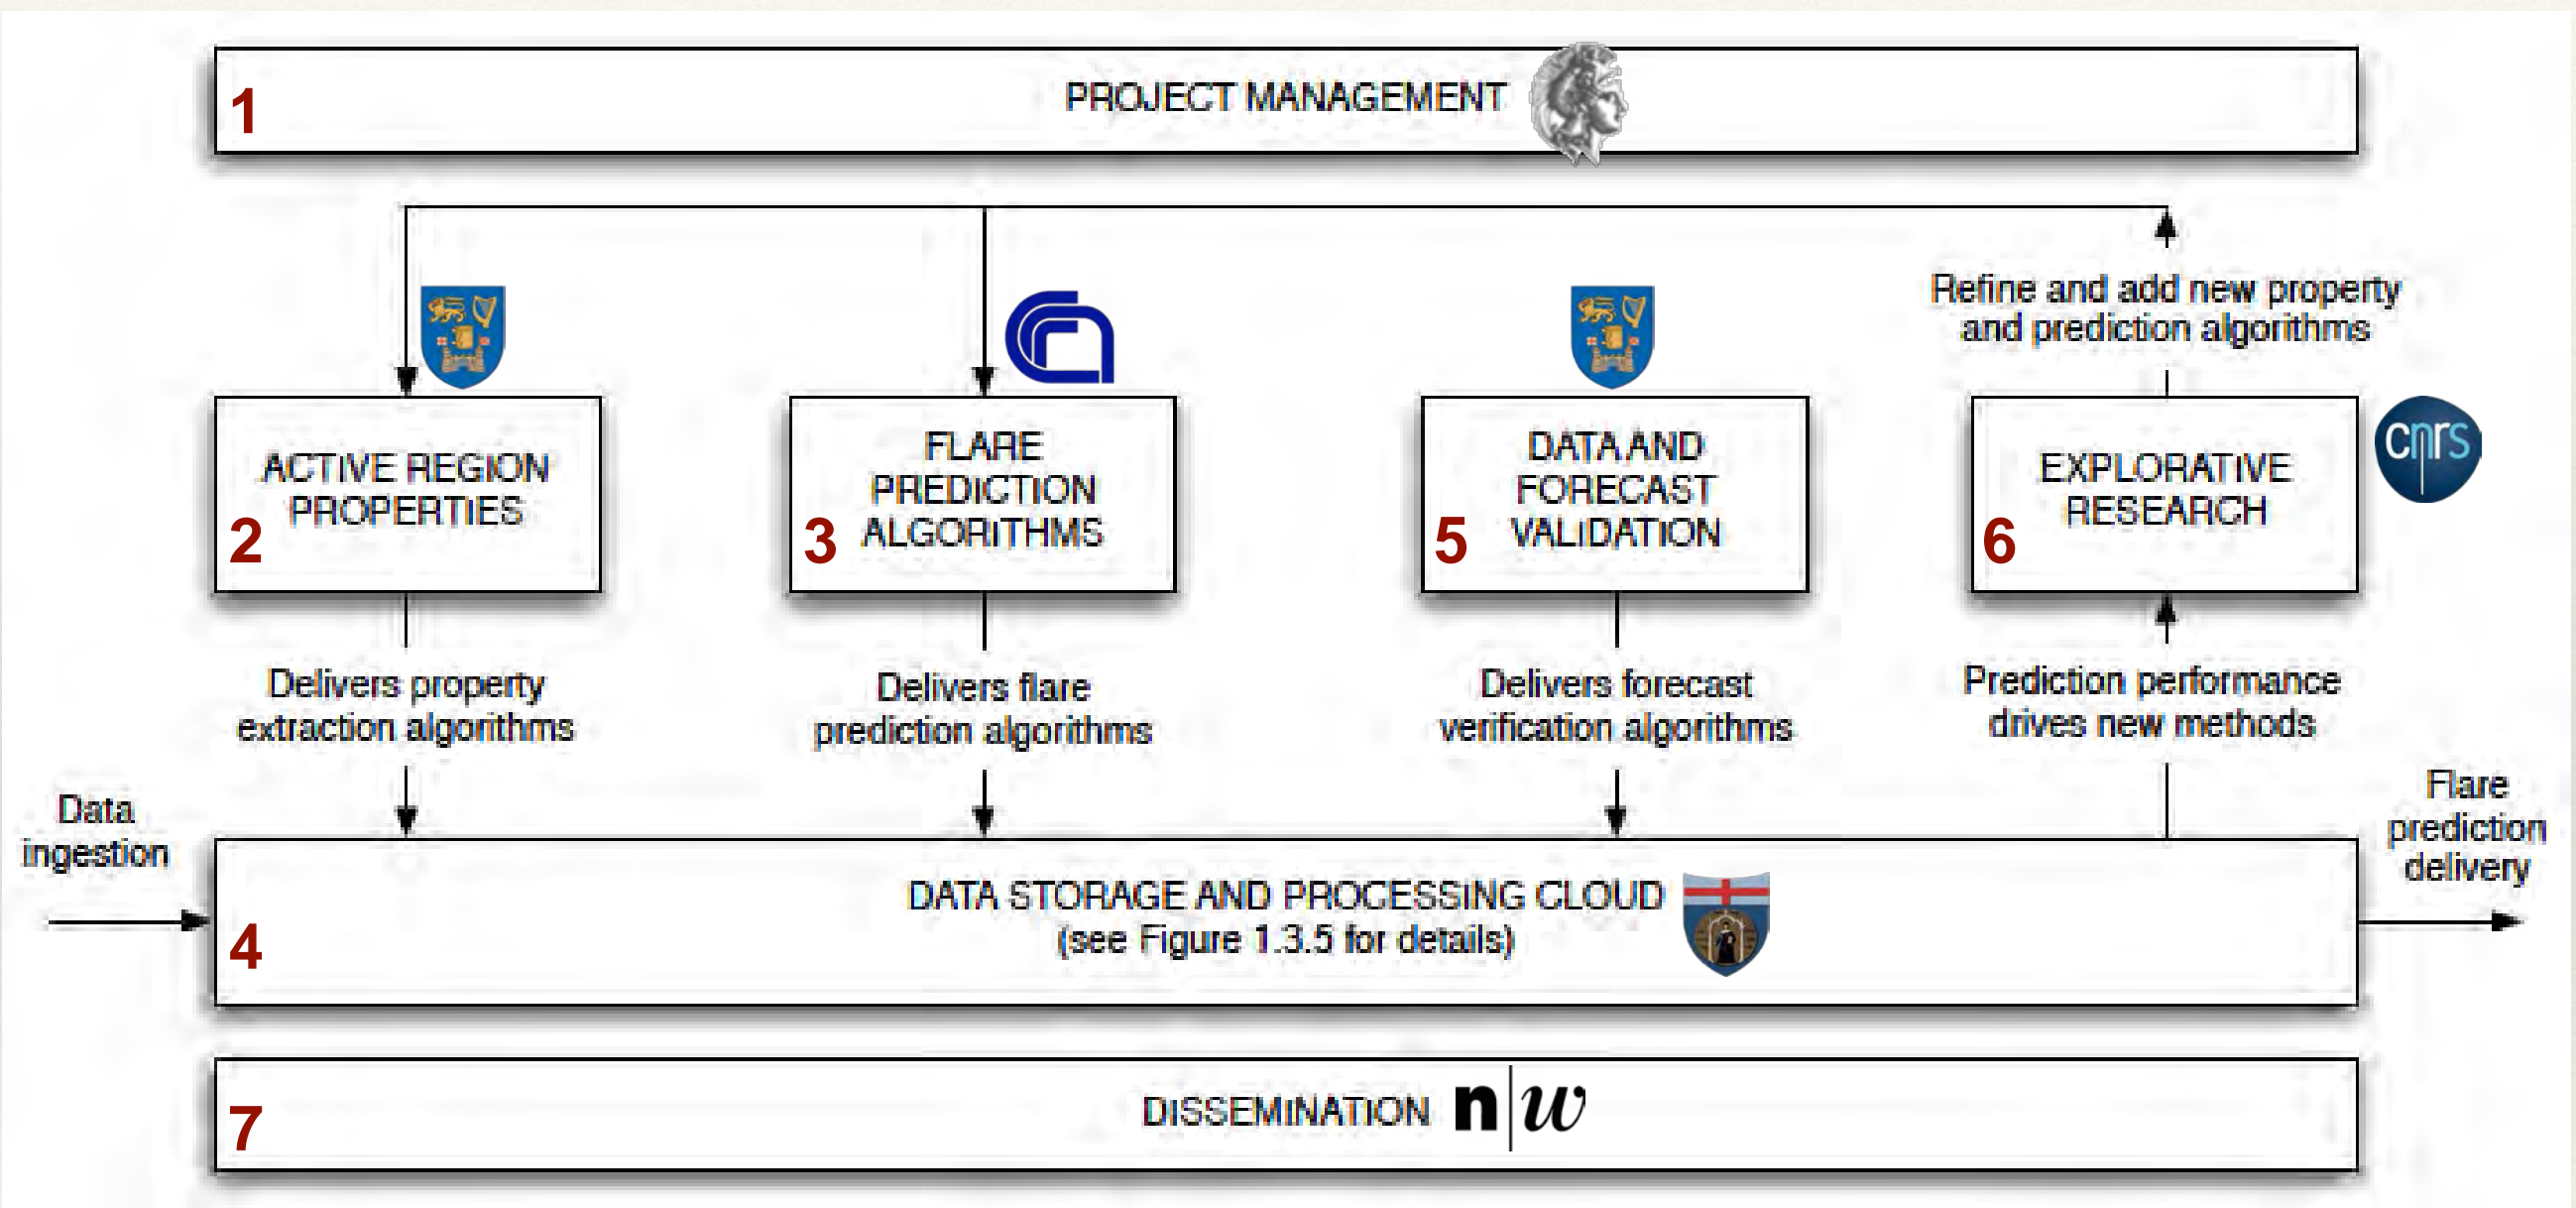 PROJECT MANAGEMENT
1
Refine and add new property
and prediction algorithms
ACTIVE REGION
PROPERTIES
2
FLARE
PREDICTION
ALGORITHMS
3
DATA AND
FORECAST
VALIDATION
5
EXPLORATIVE
RESEARCH
6
cnrs
Delivers property
extraction algorithms
Delivers flare
prediction algorithms
Delivers forecast
verification algorithms
Prediction performance
drives new methods
Data
ingestion
Flare
prediction
delivery
DATA STORAGE AND PROCESSING CLOUD
(see Figure 1.3.5 for details)
4
DISSEMINATION n|w
7